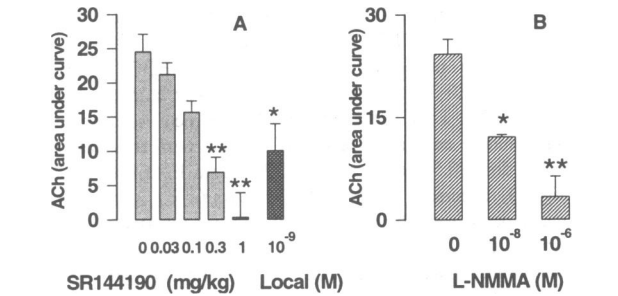 A
ACh (area under curve)
30
25
20
15
10
5
0
**
**
*
0 0.03 0.1 0.3 1 10^-9
SR144190 (mg/kg) Local (M)
B
ACh (area under curve)
30
15
0
*
**
0 10^-8 10^-6
L-NMMA (M)